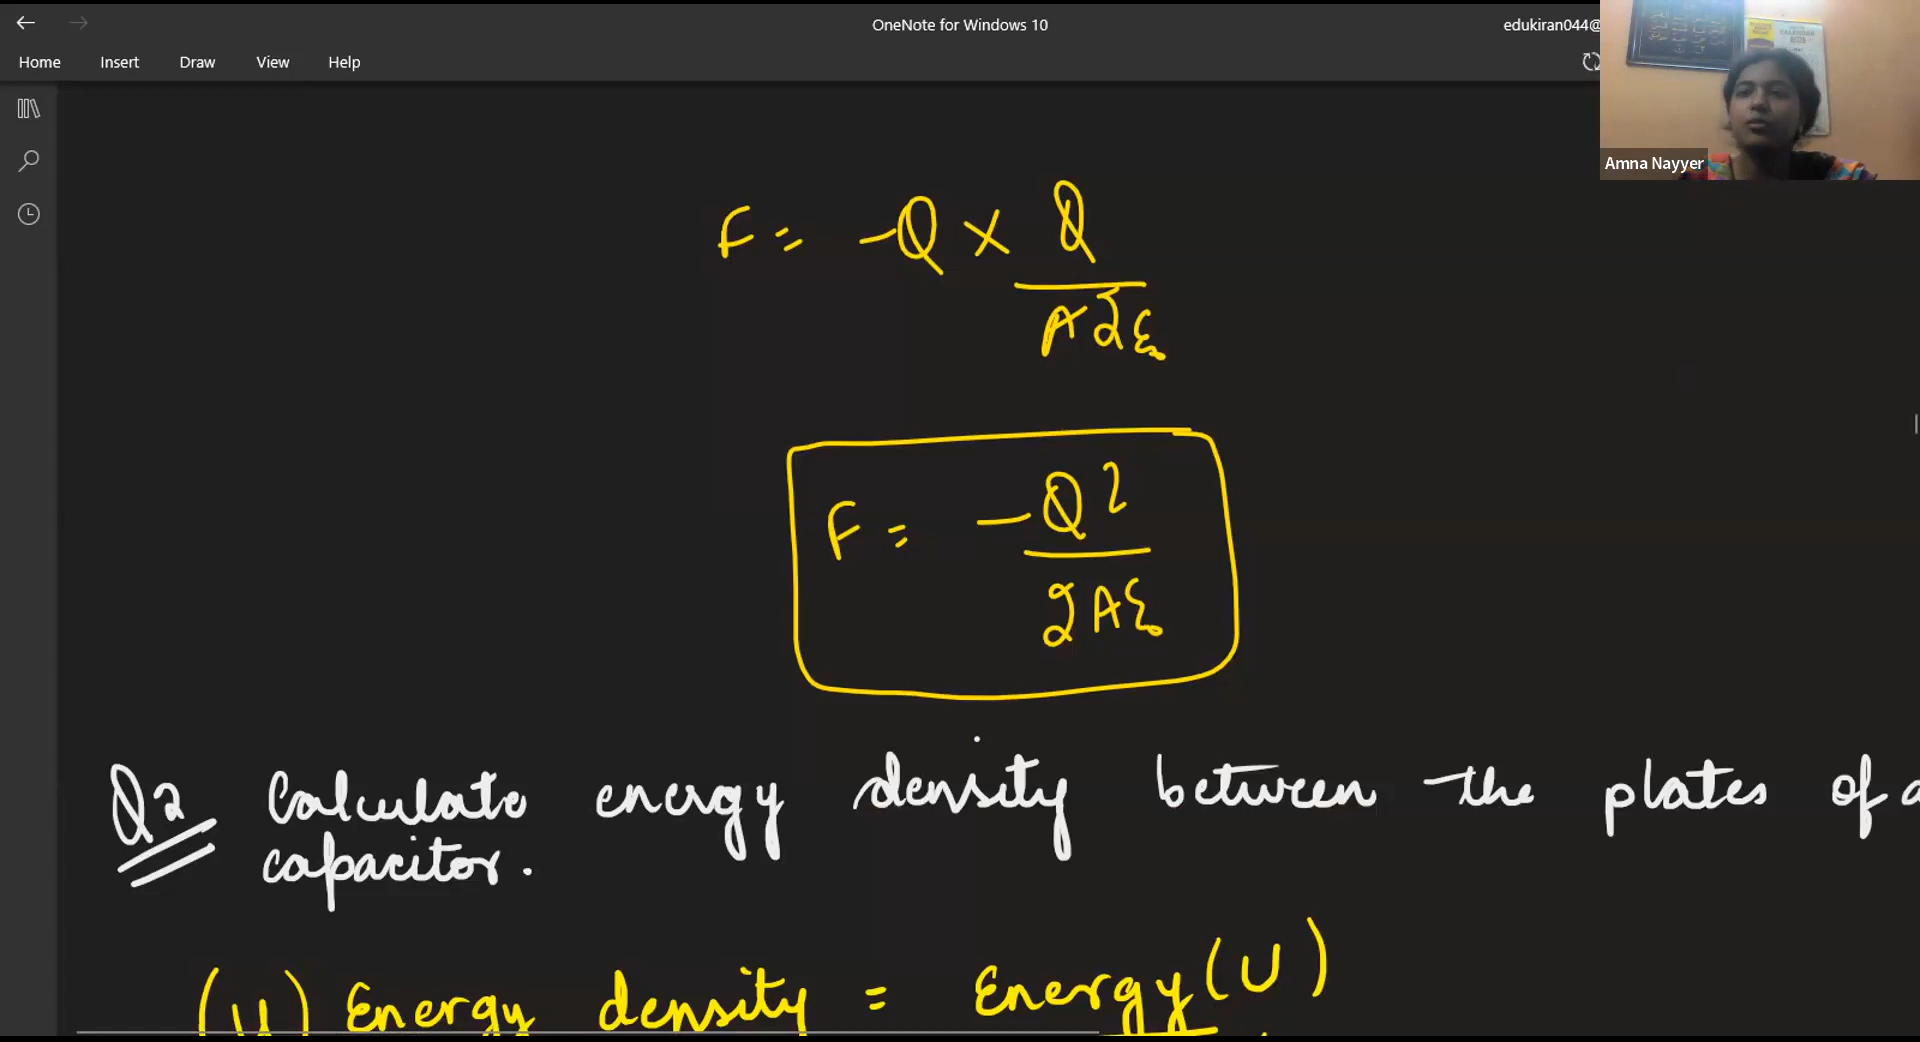 OneNote for Windows 10
edukiran044@
Home Insert Draw View Help
Amna Nayyer
F = -Q × Q
A2ε₀
F = -Q²
2Aε₀
Q2 Calculate energy density between the plates of a
capacitor.
(U) Energy density = Energy (U)